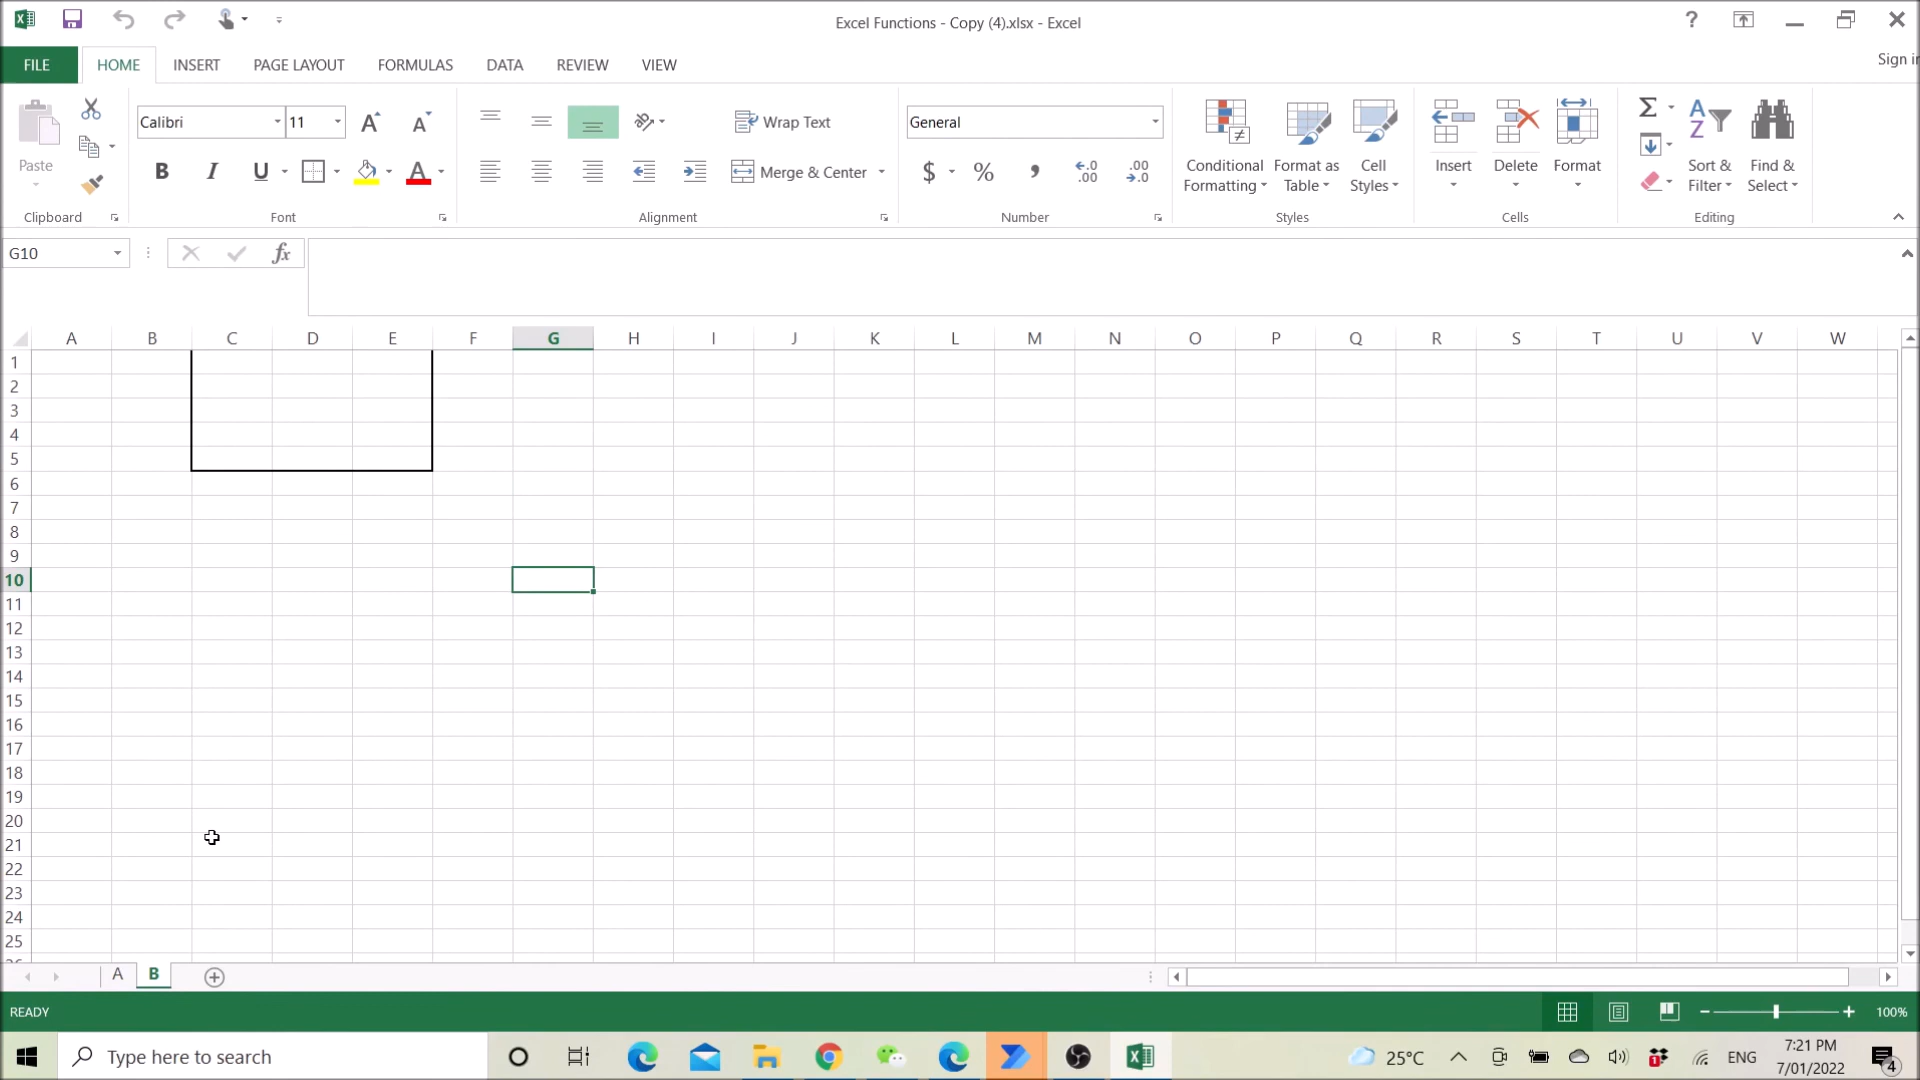 Excel Functions - Copy (4).xlsx - Excel
?
FILE HOME INSERT PAGE LAYOUT FORMULAS DATA REVIEW VIEW
Sign in
Paste
Clipboard
Calibri 11
B I U
Font
Wrap Text
Merge & Center
Alignment
General
$ % ,
Number
Conditional Formatting
Format as Table
Cell Styles
Styles
Insert
Delete
Format
Cells
Sort & Filter
Find & Select
Editing
G10
fx
A B C D E F G H I J K L M N O P Q R S T U V W
1
2
3
4
5
6
7
8
9
10
11
12
13
14
15
16
17
18
19
20
21
22
23
24
25
A B
READY
100%
Type here to search
25°C
ENG
7:21 PM
7/01/2022
4